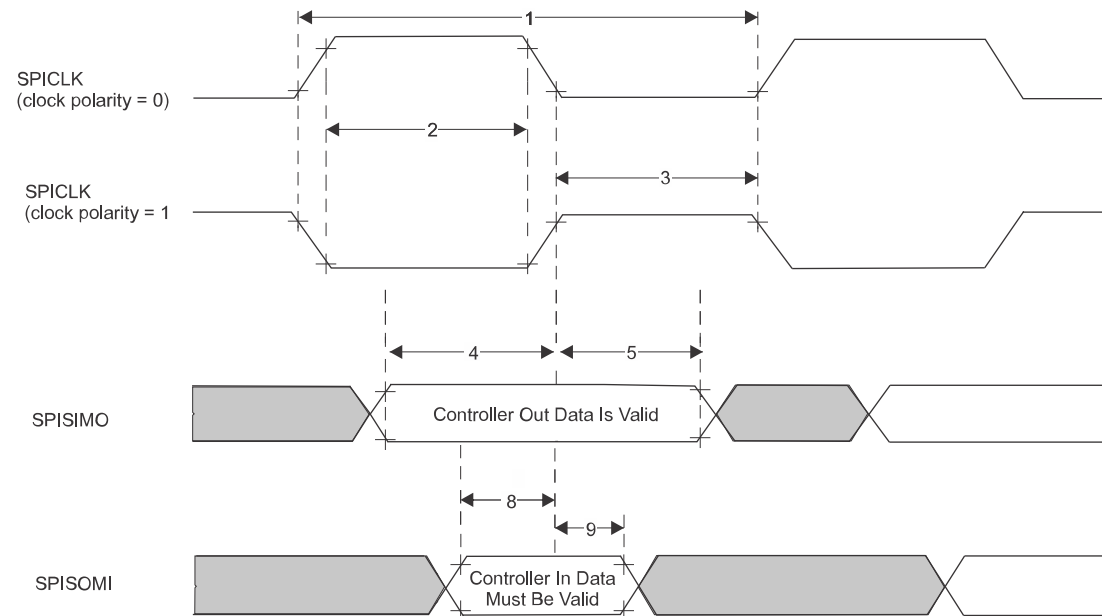 1
SPICLK
(clock polarity = 0)
2
3
SPICLK
(clock polarity = 1
4
5
SPISIMO
Controller Out Data Is Valid
8
9
SPISOMI
Controller In Data
Must Be Valid